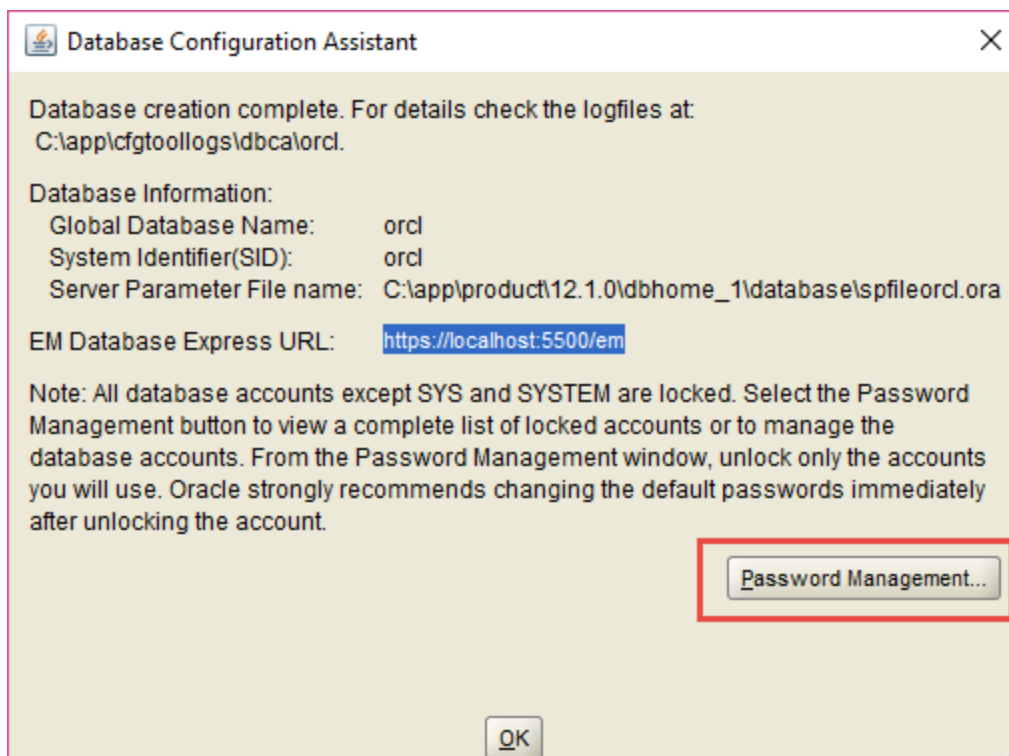 Database Configuration Assistant
Database creation complete. For details check the logfiles at:
C:\app\cfgtoollogs\dbca\orcl.
Database Information:
Global Database Name: orcl
System Identifier(SID): orcl
Server Parameter File name: C:\app\product\12.1.0\dbhome_1\database\spfileorcl.ora
EM Database Express URL: https://localhost:5500/em
Note: All database accounts except SYS and SYSTEM are locked. Select the Password
Management button to view a complete list of locked accounts or to manage the
database accounts. From the Password Management window, unlock only the accounts
you will use. Oracle strongly recommends changing the default passwords immediately
after unlocking the account.
Password Management...
OK